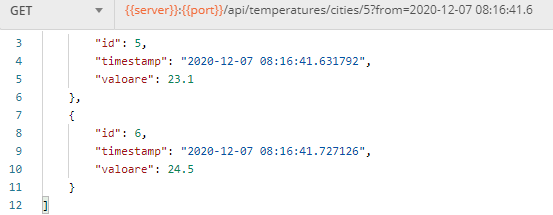 GET {{server}}:{{port}}/api/temperatures/cities/5?from=2020-12-07 08:16:41.6
3 "id": 5,
4 "timestamp": "2020-12-07 08:16:41.631792",
5 "valoare": 23.1
6 },
7 {
8 "id": 6,
9 "timestamp": "2020-12-07 08:16:41.727126",
10 "valoare": 24.5
11 }
12 ]